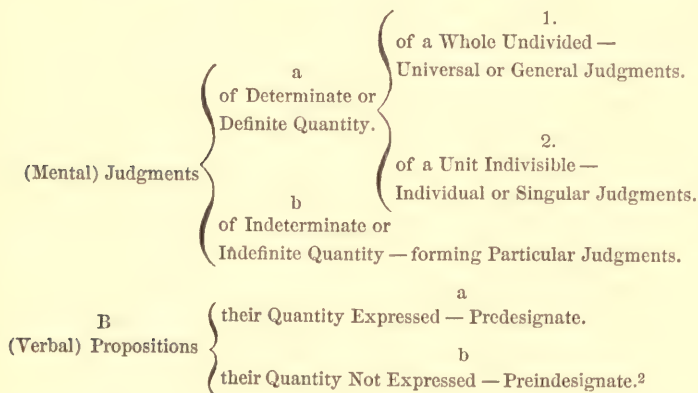 1.
of a Whole Undivided —
Universal or General Judgments.
a
of Determinate or
Definite Quantity.
2.
of a Unit Indivisible —
Individual or Singular Judgments.
(Mental) Judgments
b
of Indeterminate or
Indefinite Quantity — forming Particular Judgments.
B
(Verbal) Propositions
a
their Quantity Expressed — Predesignate.
b
their Quantity Not Expressed — Preindesignate.²